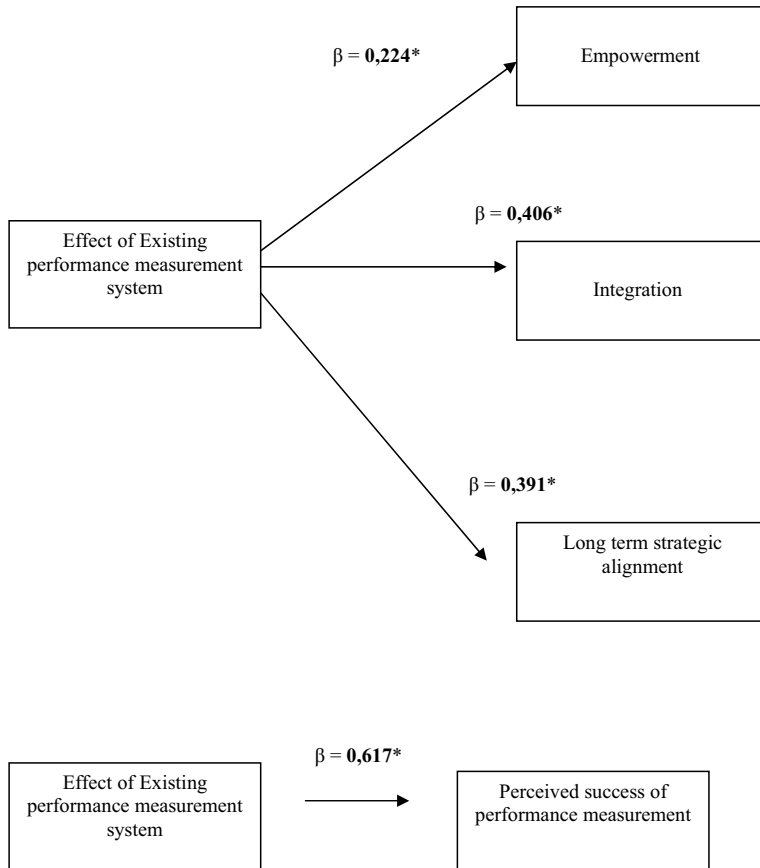 β = 0,224*
Empowerment
β = 0,406*
Effect of Existing
performance measurement
system
Integration
β = 0,391*
Long term strategic
alignment
β = 0,617*
Effect of Existing
performance measurement
system
Perceived success of
performance measurement